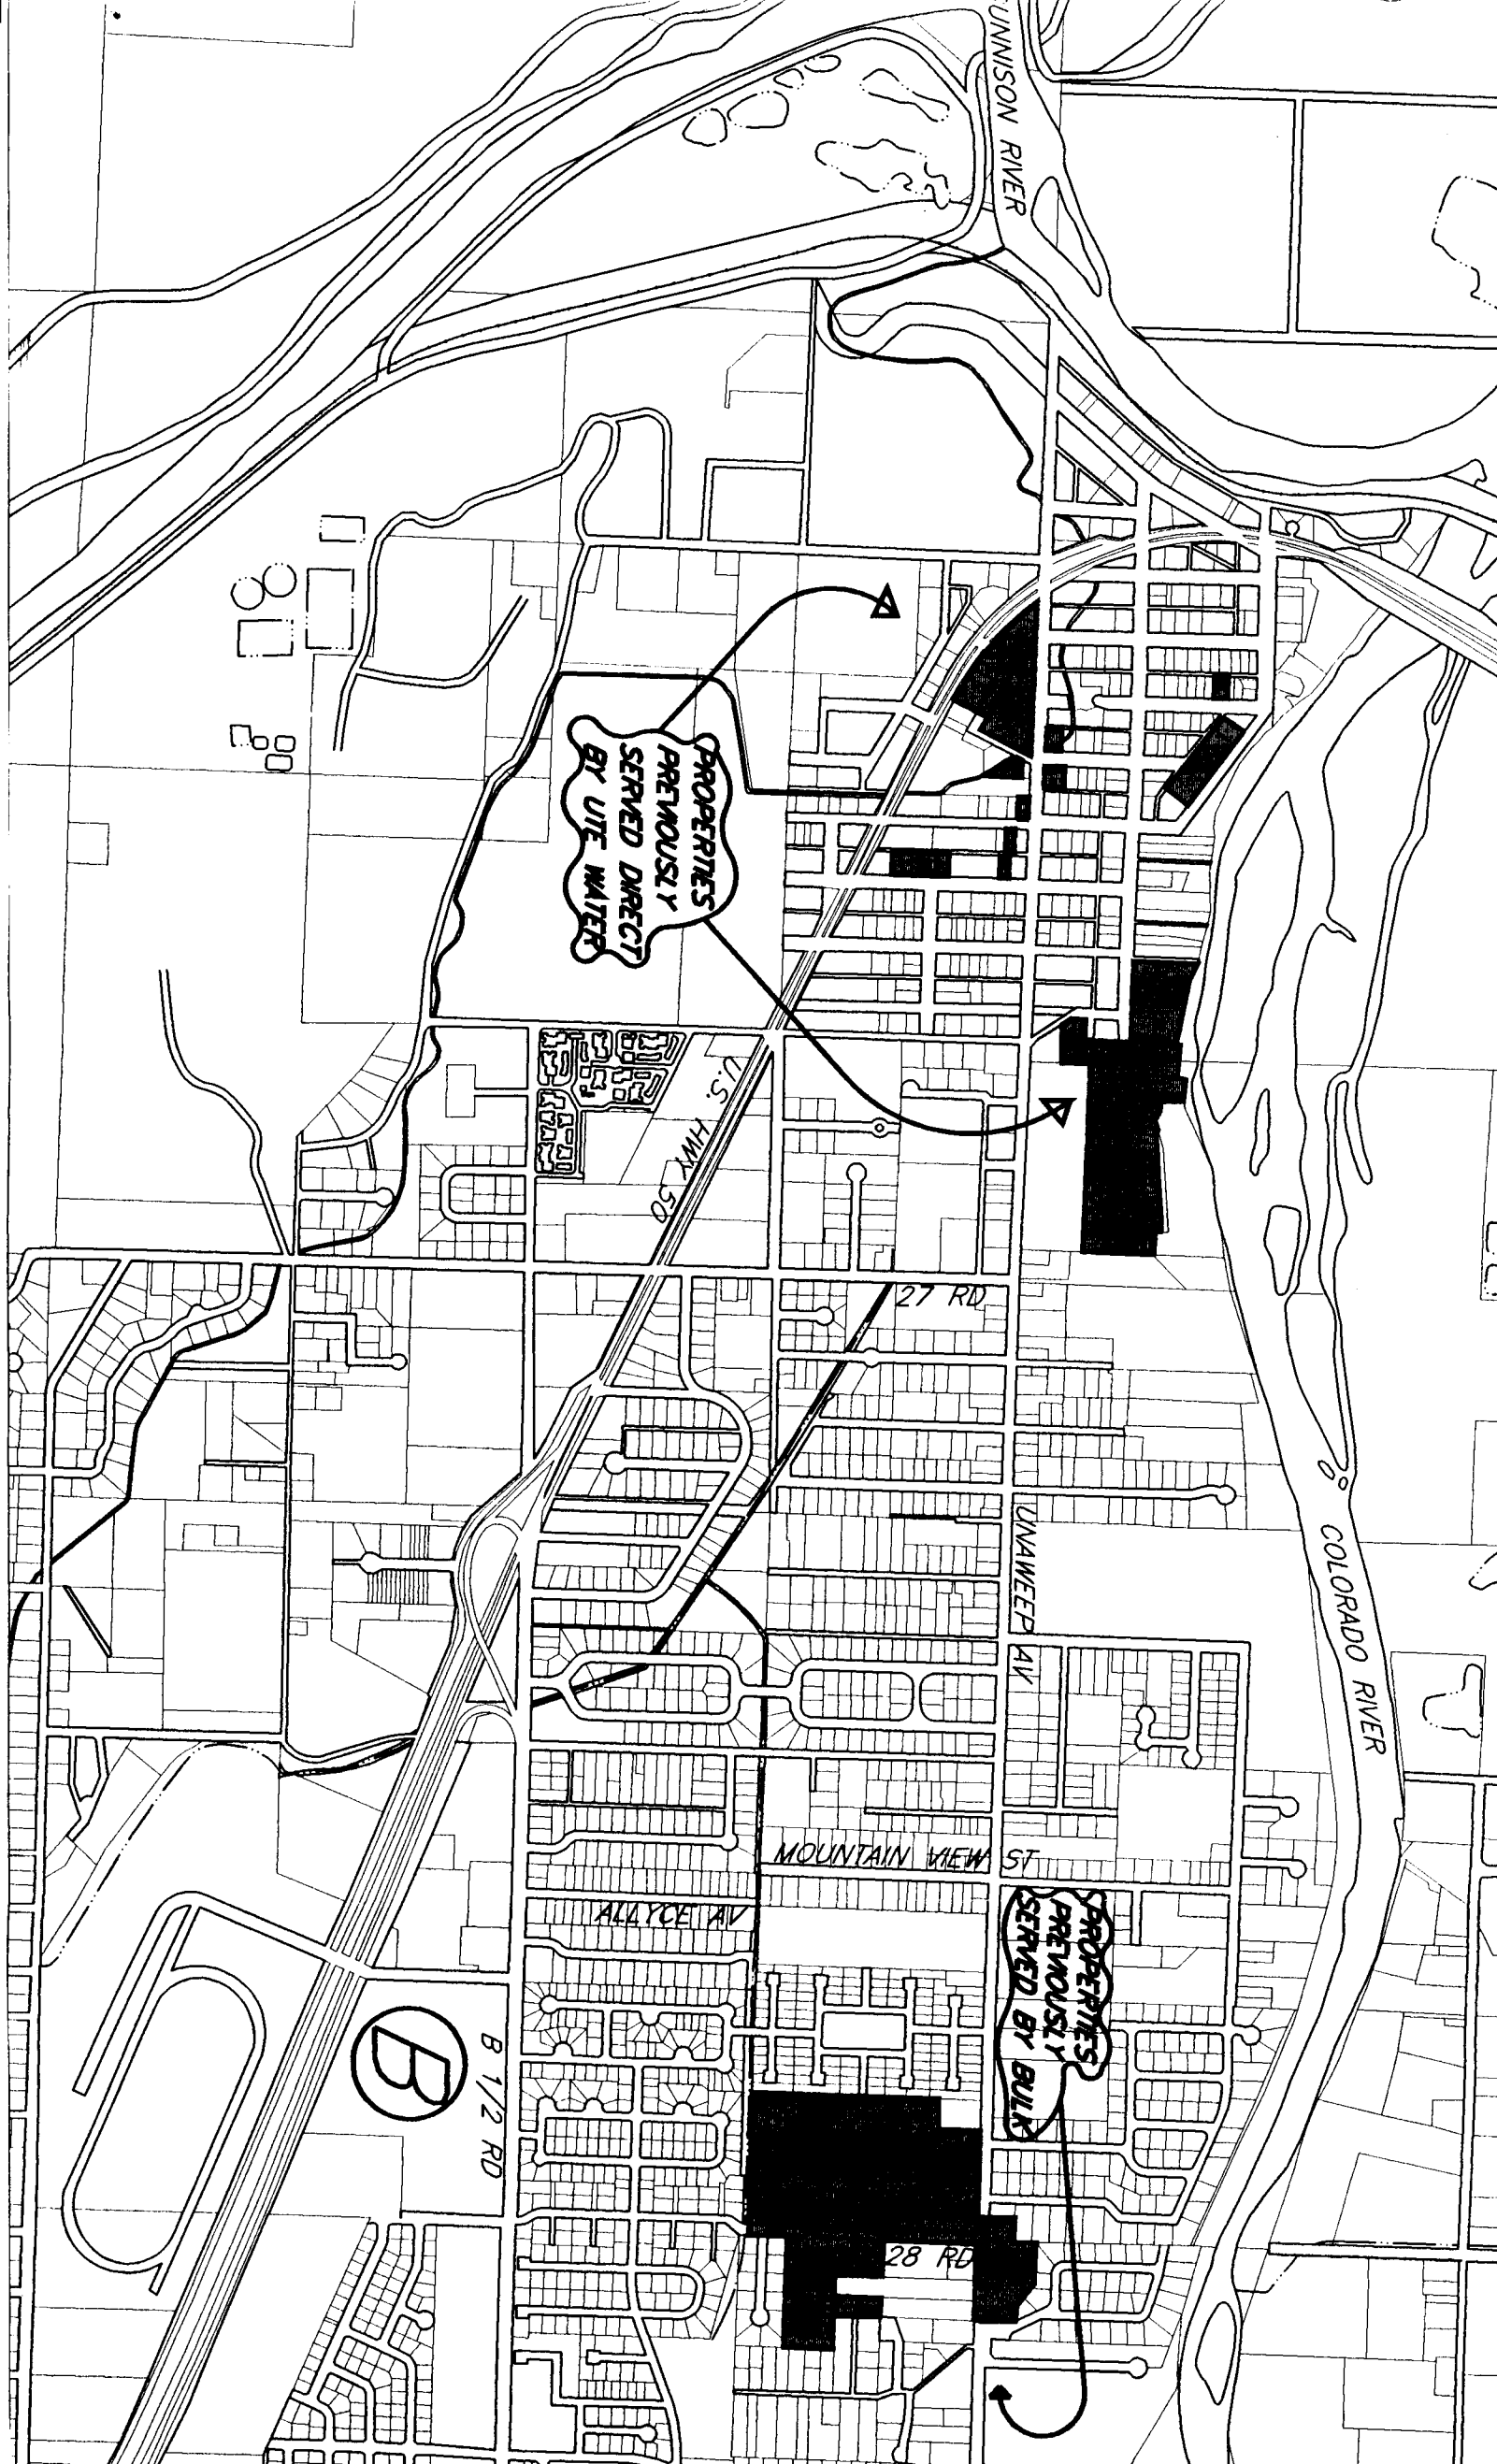 UNNISON RIVER
PROPERTIES
PREVIOUSLY
SERVED DIRECT
BY UTE WATER
U.S. HWY 50
27 RD
UNAWEEP AV
COLORADO RIVER
MOUNTAIN VIEW ST
ALLYCE AV
PROPERTIES
PREVIOUSLY
SERVED BY BULK
B
B 1/2 RD
28 RD